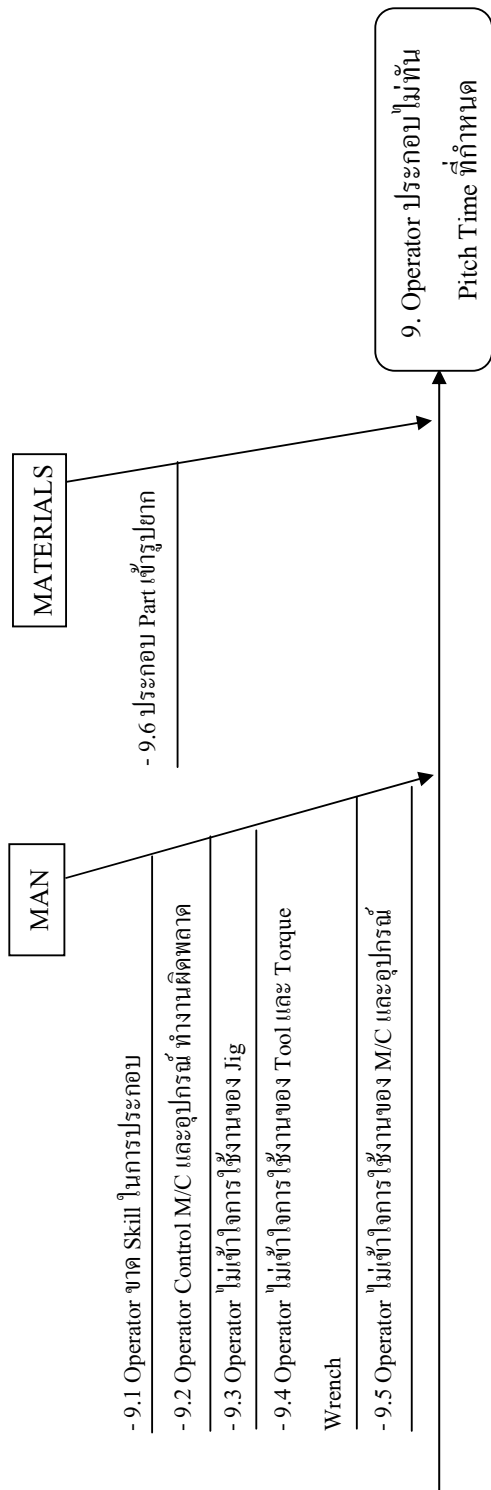 MAN
- 9.1 Operator ขาด Skill ในการประกอบ
- 9.2 Operator Control M/C และอุปกรณ์ ทำงานผิดพลาด
- 9.3 Operator ไม่เข้าใจการใช้งานของ Jig
- 9.4 Operator ไม่เข้าใจการใช้งานของ Tool และ Torque
Wrench
- 9.5 Operator ไม่เข้าใจการใช้งานของ M/C และอุปกรณ์
MATERIALS
- 9.6 ประกอบ Part เข้ารูปยาก
9. Operator ประกอบไม่ทัน
Pitch Time ที่กำหนด